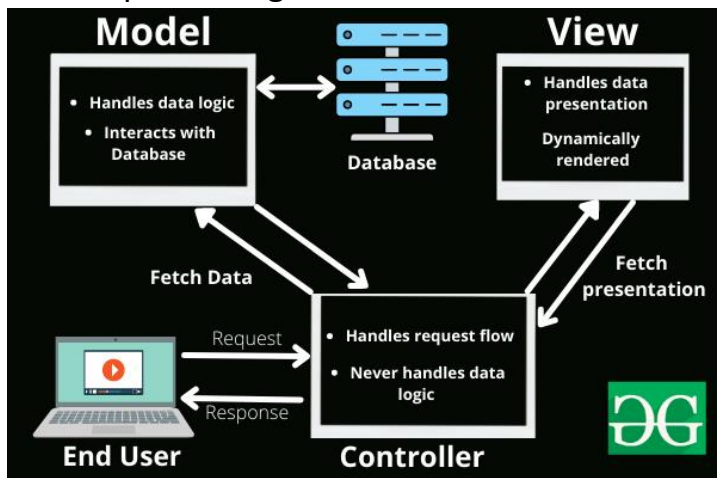 Model
View
• Handles data logic
• Interacts with
Database
Database
• Handles data
presentation
Dynamically
rendered
Fetch Data
Fetch
presentation
Request
Response
• Handles request flow
• Never handles data
logic
End User
Controller
GG